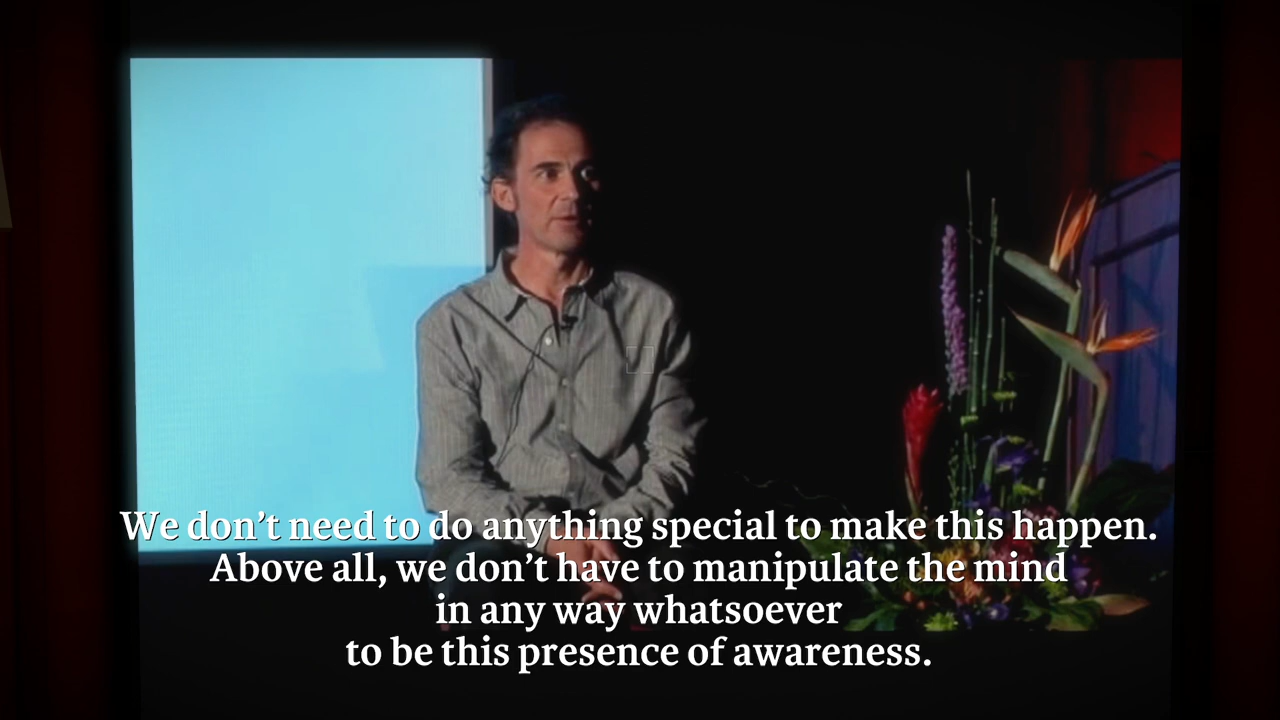 We don’t need to do anything special to make this happen.
Above all, we don’t have to manipulate the mind
in any way whatsoever
to be this presence of awareness.